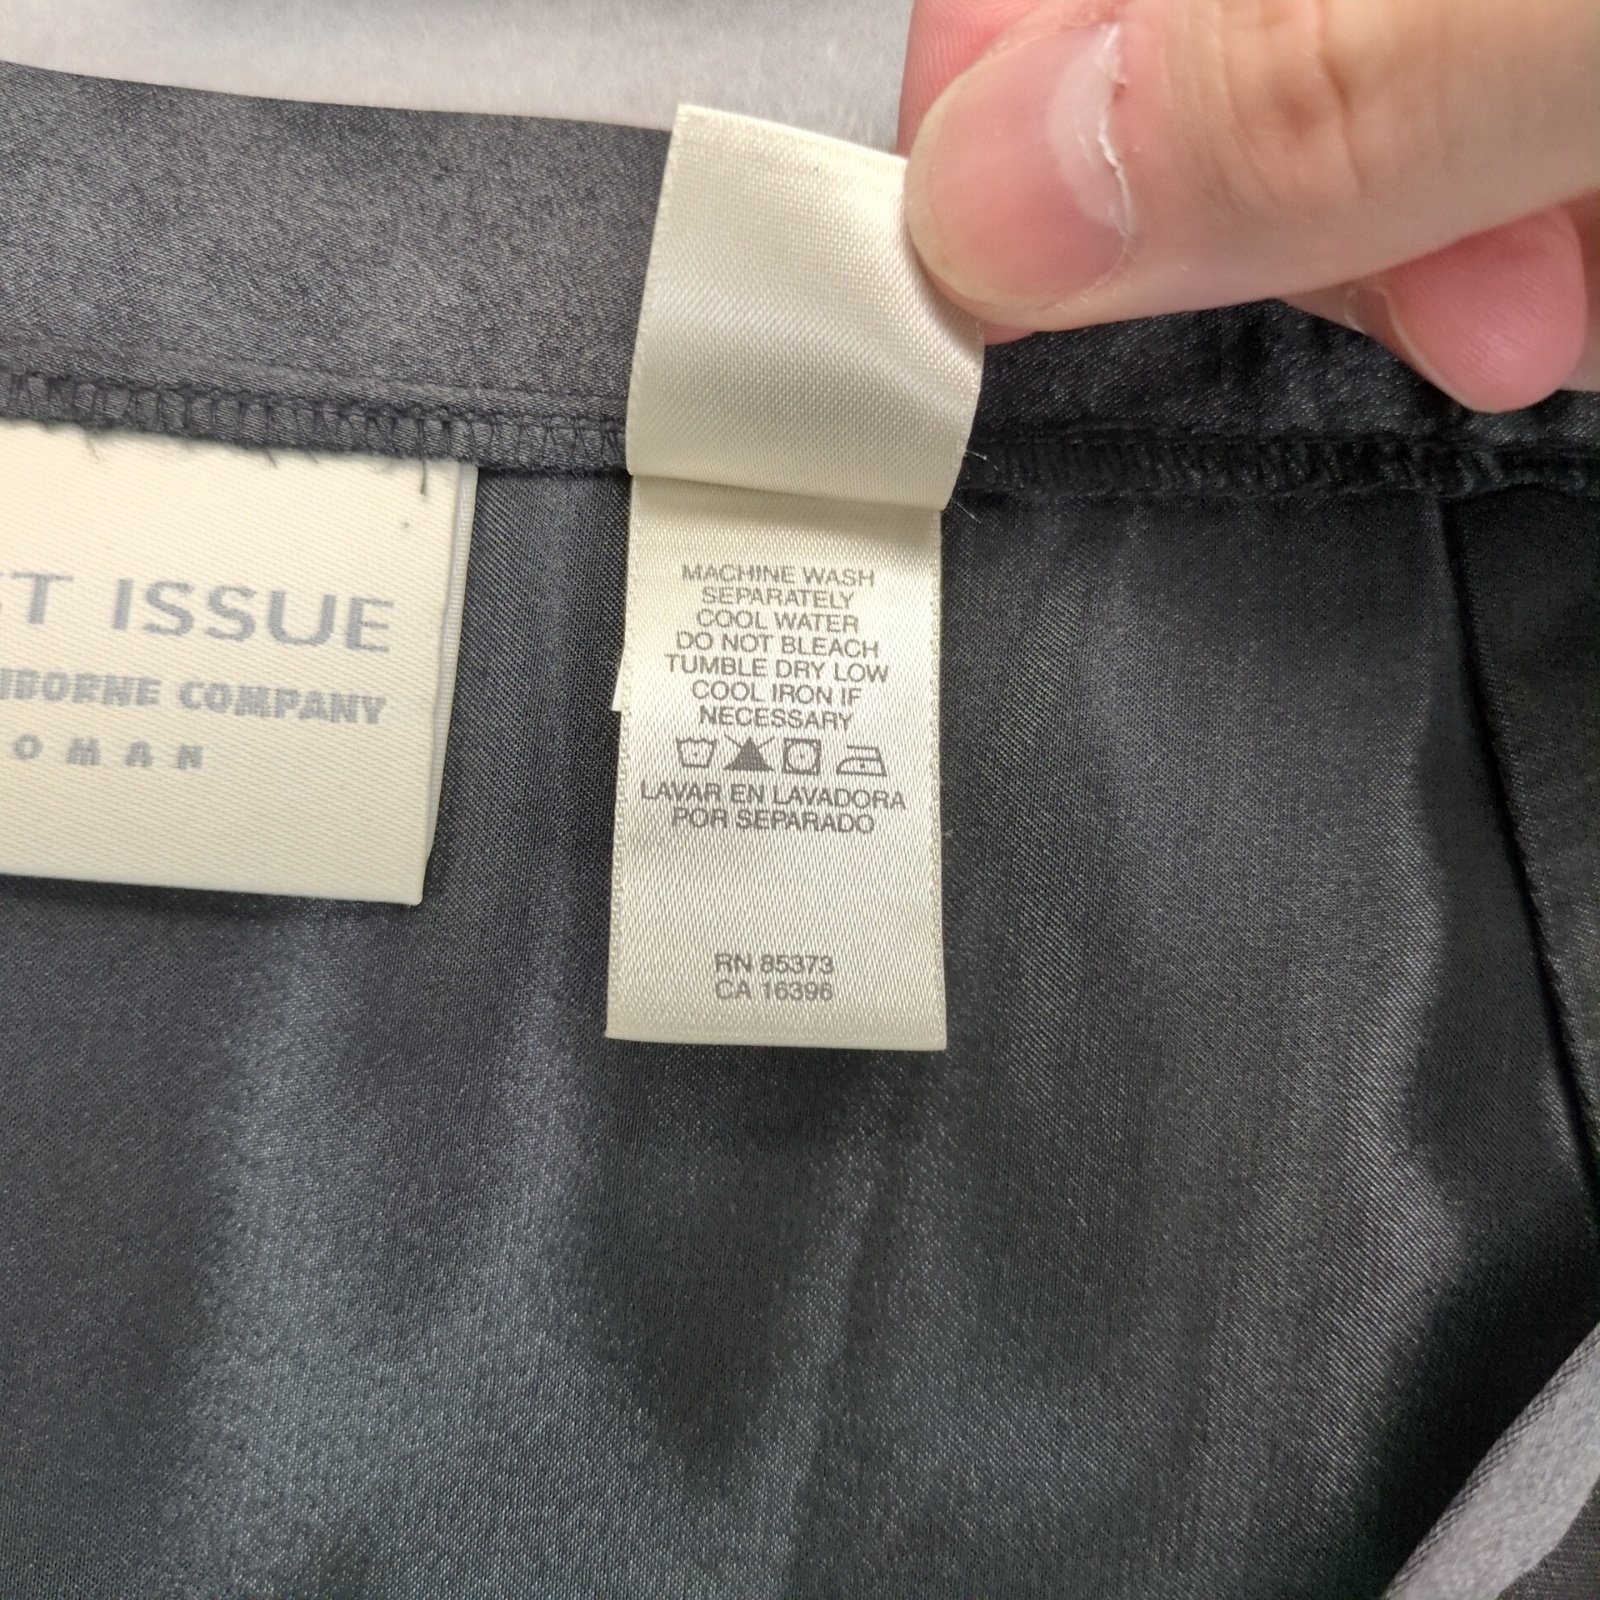 ST ISSUE
IBORNE COMPANY
OMAN
MACHINE WASH
SEPARATELY
COOL WATER
DO NOT BLEACH
TUMBLE DRY LOW
COOL IRON IF
NECESSARY
LAVAR EN LAVADORA
POR SEPARADO
RN 85373
CA 16396